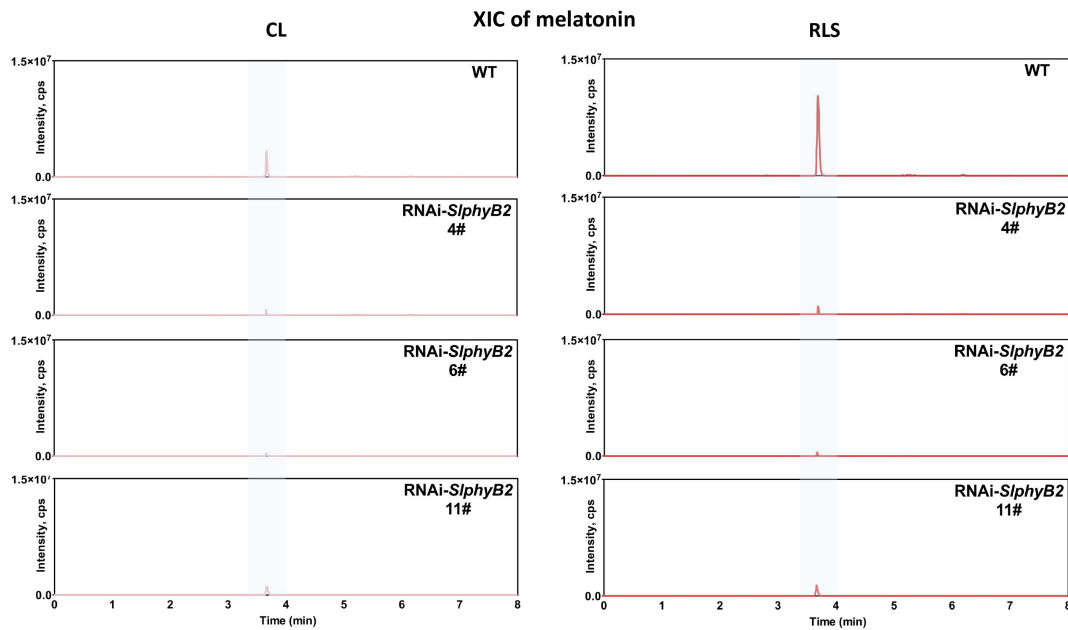 XIC of melatonin
CL
1.5×10⁷
Intensity, cps
0.0
WT
1.5×10⁷
Intensity, cps
0.0
RNAi-SlphyB2
4#
1.5×10⁷
Intensity, cps
0.0
RNAi-SlphyB2
6#
1.5×10⁷
Intensity, cps
0.0
RNAi-SlphyB2
11#
0 1 2 3 4 5 6 7 8
Time (min)
RLS
1.5×10⁷
Intensity, cps
0.0
WT
1.5×10⁷
Intensity, cps
0.0
RNAi-SlphyB2
4#
1.5×10⁷
Intensity, cps
0.0
RNAi-SlphyB2
6#
1.5×10⁷
Intensity, cps
0.0
RNAi-SlphyB2
11#
0 1 2 3 4 5 6 7 8
Time (min)